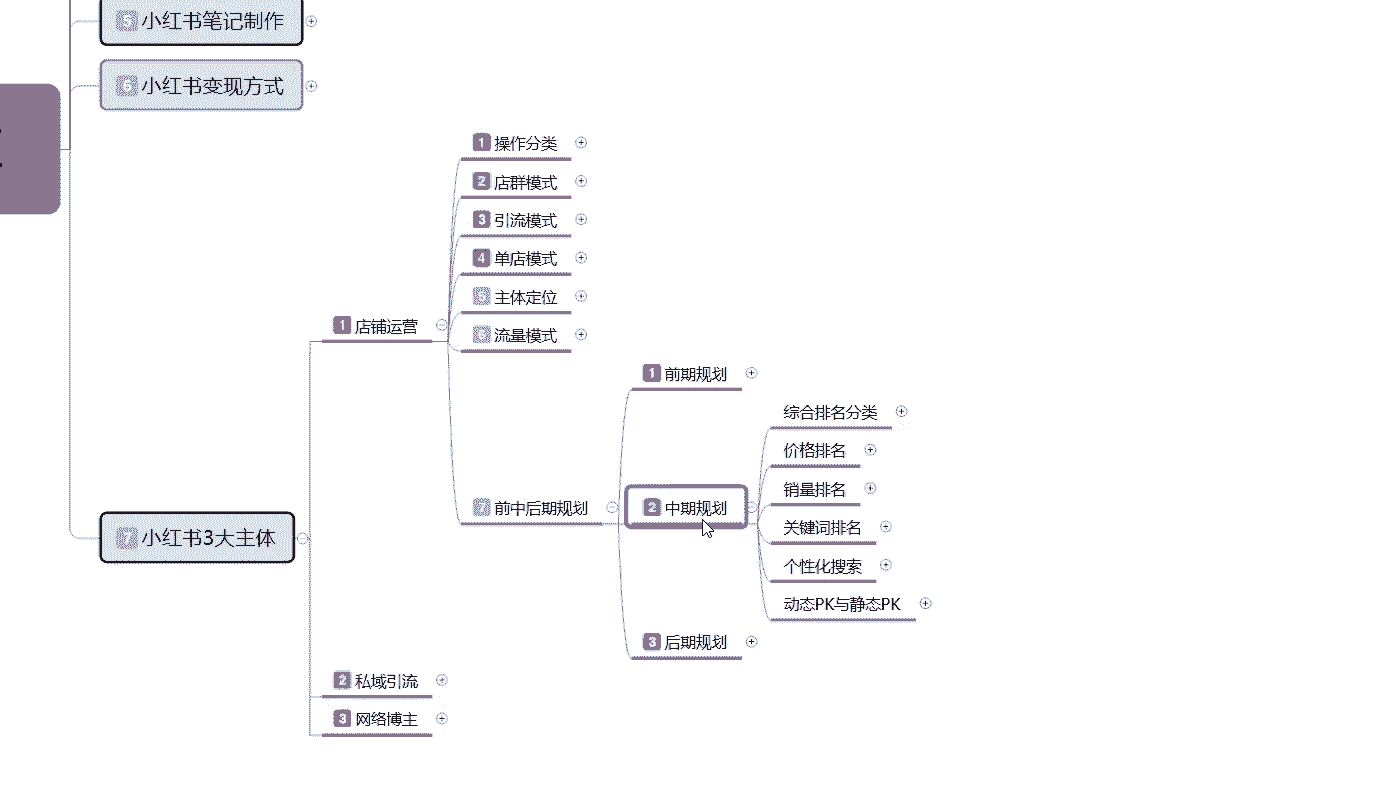 5 小红书笔记制作
6 小红书变现方式
7 小红书3大主体
1 店铺运营
1 操作分类
2 店群模式
3 引流模式
4 单店模式
5 主体定位
6 流量模式
7 前中后期规划
1 前期规划
2 中期规划
综合排名分类
价格排名
销量排名
关键词排名
个性化搜索
动态PK与静态PK
3 后期规划
2 私域引流
3 网络博主